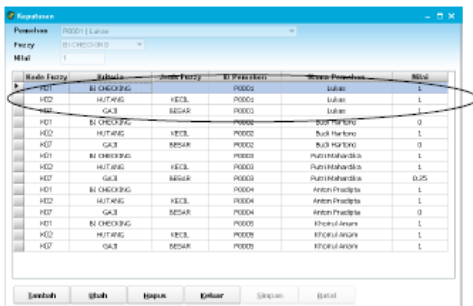 Keputusan
Pemohon P0001 | Lukas
Fuzzy BI CHECKING
Nilai 1
Kode Fuzzy Kriteria Jenis Fuzzy ID Pemohon Nama Pemohon Nilai
K01 BI CHECKING P0001 Lukas 1
K02 HUTANG KECIL P0001 Lukas 1
K07 GAJI BESAR P0001 Lukas 1
K01 BI CHECKING P0002 Budi Hartono 0
K02 HUTANG KECIL P0002 Budi Hartono 1
K07 GAJI BESAR P0002 Budi Hartono 0
K01 BI CHECKING P0003 Putri Mahardika 1
K02 HUTANG KECIL P0003 Putri Mahardika 1
K07 GAJI BESAR P0003 Putri Mahardika 0.25
K01 BI CHECKING P0004 Anton Pradipta 1
K02 HUTANG KECIL P0004 Anton Pradipta 1
K07 GAJI BESAR P0004 Anton Pradipta 0
K01 BI CHECKING P0005 Khoirul Anam 1
K02 HUTANG KECIL P0005 Khoirul Anam 1
K07 GAJI BESAR P0005 Khoirul Anam 1
Tambah Ubah Hapus Keluar Simpan Batal